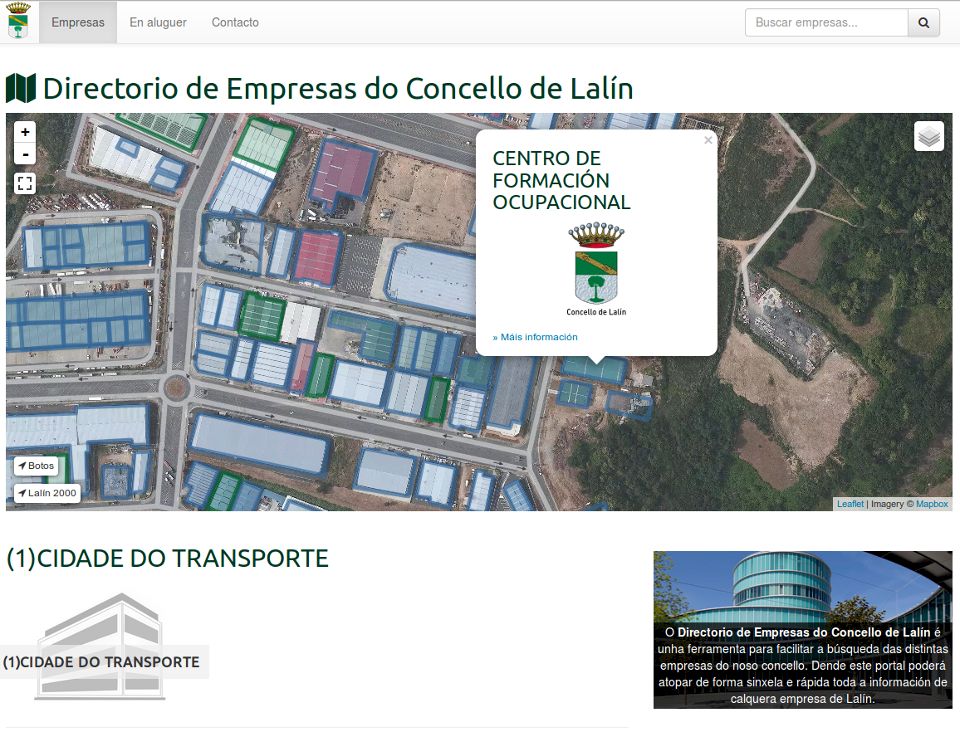 Empresas
En aluguer
Contacto
Buscar empresas...
Directorio de Empresas do Concello de Lalín
+
-
×
CENTRO DE
FORMACIÓN
OCUPACIONAL
Concello de Lalín
» Máis información
Botos
Lalín 2000
Leaflet | Imagery © Mapbox
(1)CIDADE DO TRANSPORTE
(1)CIDADE DO TRANSPORTE
O Directorio de Empresas do Concello de Lalín é
unha ferramenta para facilitar a búsqueda das distintas
empresas do noso concello. Dende este portal poderá
atopar de forma sinxela e rápida toda a información de
calquera empresa de Lalín.